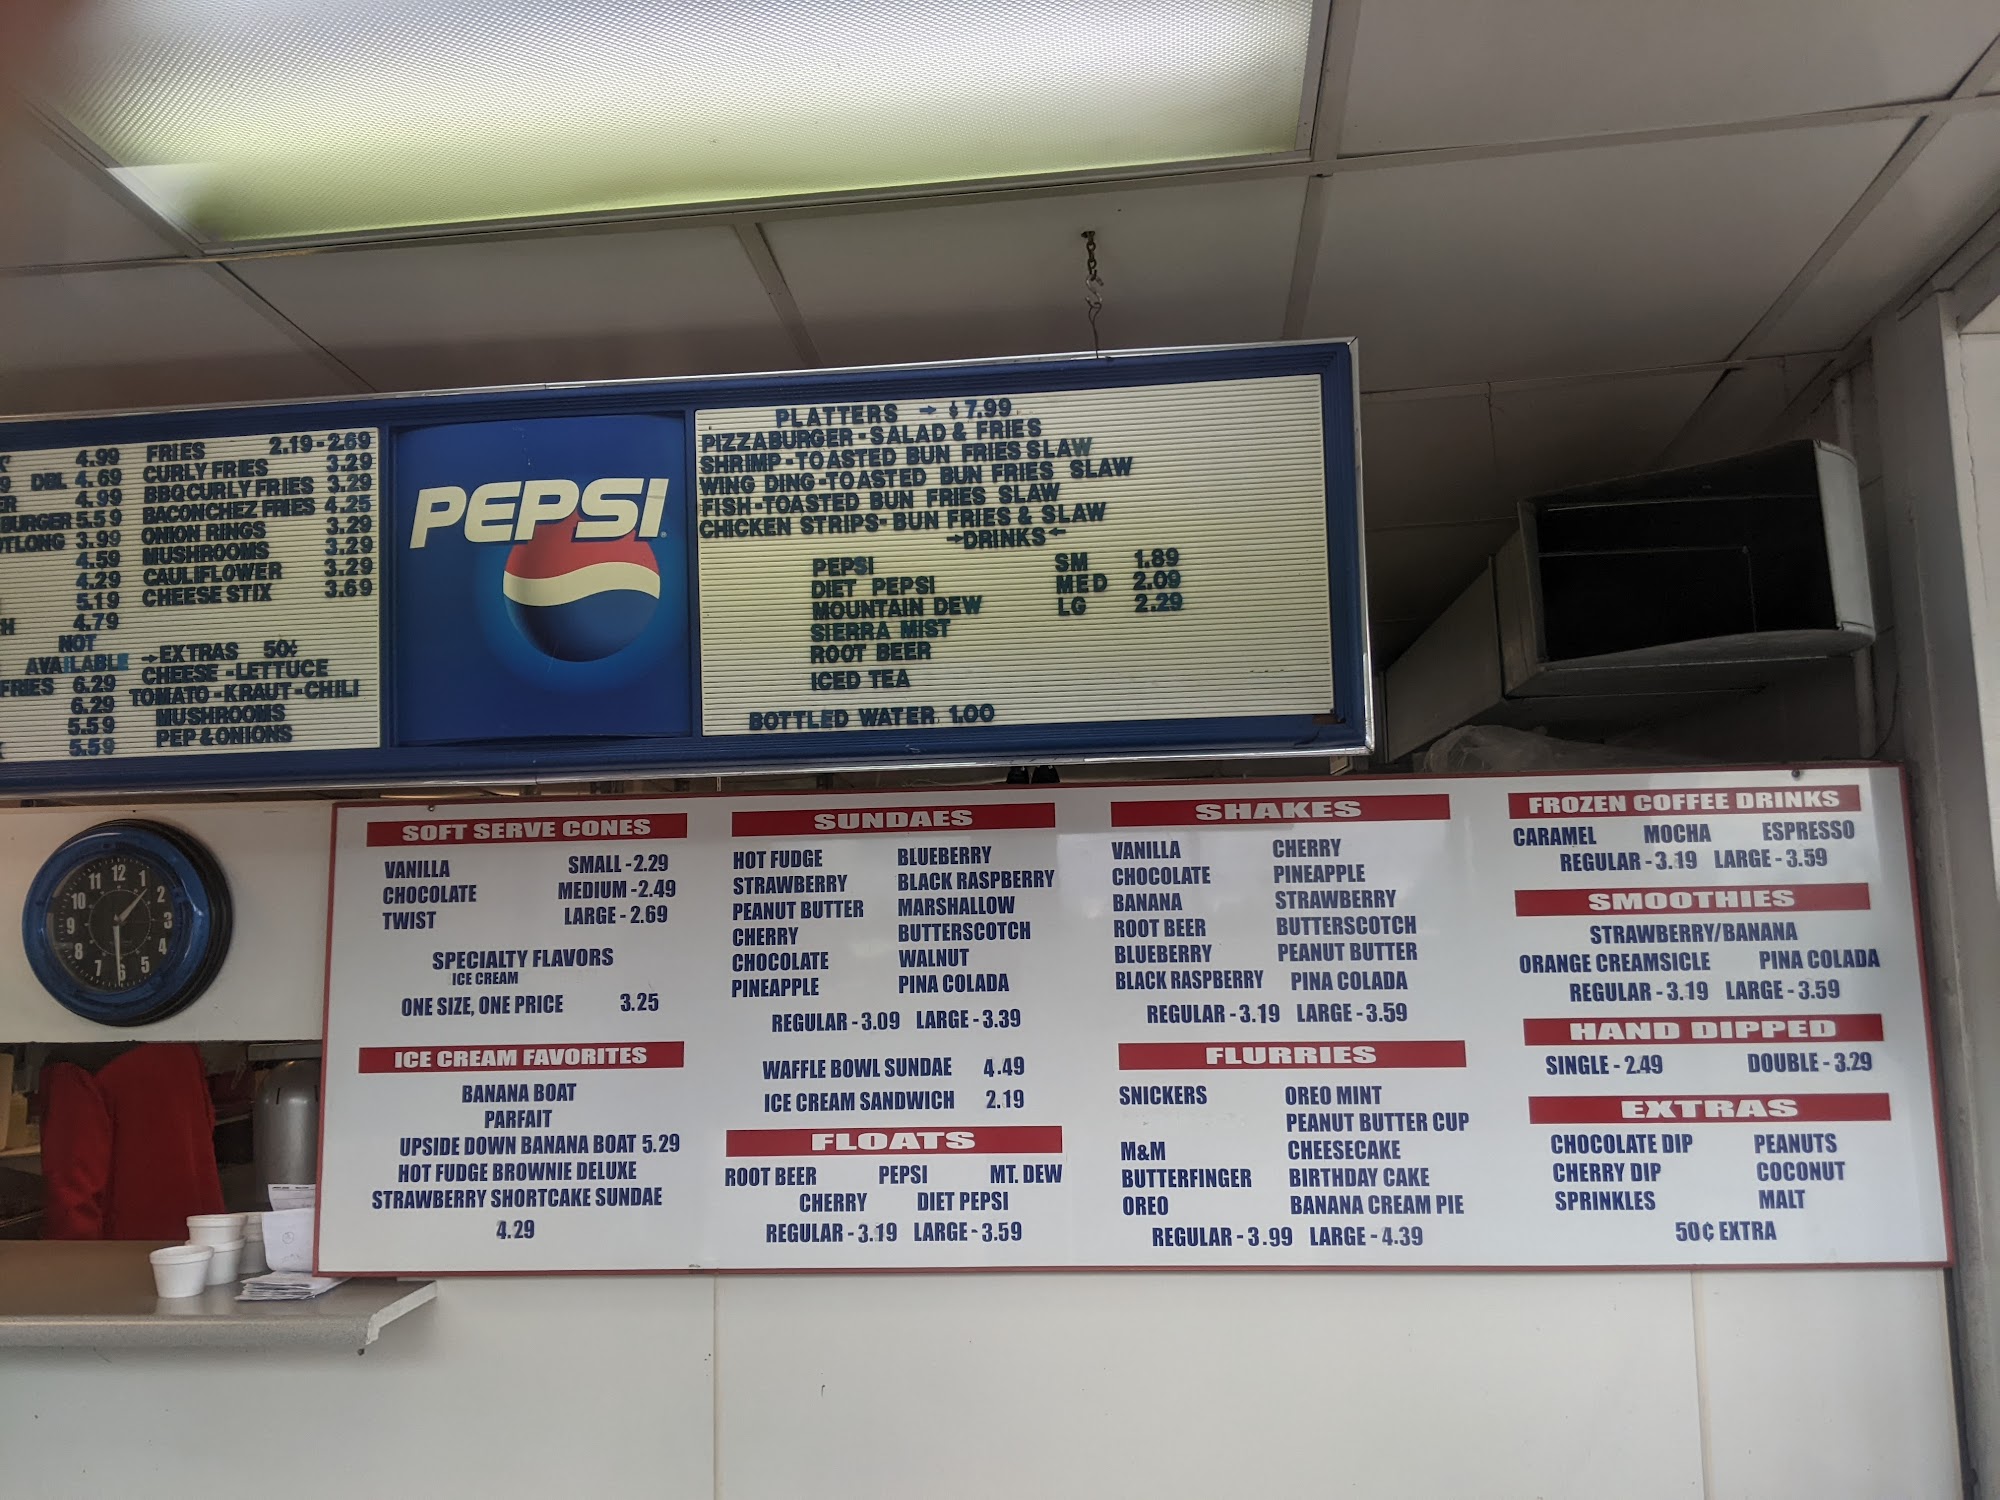 4.99
DBL 4.69
4.99
BURGER 5.59
TLONG 3.99
4.59
4.29
5.19
H 4.79
NOT
AVAILABLE
FRIES 6.29
6.29
5.59
5.59
FRIES 2.19-2.69
CURLY FRIES 3.29
BBQ CURLY FRIES 3.29
BACONCHEZ FRIES 4.25
ONION RINGS 3.29
MUSHROOMS 3.29
CAULIFLOWER 3.29
CHEESE STIX 3.69
→EXTRAS 50¢
CHEESE-LETTUCE
TOMATO-KRAUT-CHILI
MUSHROOMS
PEP & ONIONS
PEPSI
PLATTERS → $7.99
PIZZABURGER-SALAD & FRIES
SHRIMP-TOASTED BUN FRIES SLAW
WING DING-TOASTED BUN FRIES SLAW
FISH-TOASTED BUN FRIES SLAW
CHICKEN STRIPS-BUN FRIES & SLAW
→DRINKS←
PEPSI SM 1.89
DIET PEPSI MED 2.09
MOUNTAIN DEW LG 2.29
SIERRA MIST
ROOT BEER
ICED TEA
BOTTLED WATER 1.00
12 1 2 3 4 5 6 7 8 9 10 11
SOFT SERVE CONES
VANILLA SMALL-2.29
CHOCOLATE MEDIUM-2.49
TWIST LARGE-2.69
SPECIALTY FLAVORS
ICE CREAM
ONE SIZE, ONE PRICE 3.25
ICE CREAM FAVORITES
BANANA BOAT
PARFAIT
UPSIDE DOWN BANANA BOAT 5.29
HOT FUDGE BROWNIE DELUXE
STRAWBERRY SHORTCAKE SUNDAE
4.29
SUNDAES
HOT FUDGE BLUEBERRY
STRAWBERRY BLACK RASPBERRY
PEANUT BUTTER MARSHALLOW
CHERRY BUTTERSCOTCH
CHOCOLATE WALNUT
PINEAPPLE PINA COLADA
REGULAR-3.09 LARGE-3.39
WAFFLE BOWL SUNDAE 4.49
ICE CREAM SANDWICH 2.19
FLOATS
ROOT BEER PEPSI MT. DEW
CHERRY DIET PEPSI
REGULAR-3.19 LARGE-3.59
SHAKES
VANILLA CHERRY
CHOCOLATE PINEAPPLE
BANANA STRAWBERRY
ROOT BEER BUTTERSCOTCH
BLUEBERRY PEANUT BUTTER
BLACK RASPBERRY PINA COLADA
REGULAR-3.19 LARGE-3.59
FLURRIES
SNICKERS OREO MINT
PEANUT BUTTER CUP
M&M CHEESECAKE
BUTTERFINGER BIRTHDAY CAKE
OREO BANANA CREAM PIE
REGULAR-3.99 LARGE-4.39
FROZEN COFFEE DRINKS
CARAMEL MOCHA ESPRESSO
REGULAR-3.19 LARGE-3.59
SMOOTHIES
STRAWBERRY/BANANA
ORANGE CREAMSICLE PINA COLADA
REGULAR-3.19 LARGE-3.59
HAND DIPPED
SINGLE-2.49 DOUBLE-3.29
EXTRAS
CHOCOLATE DIP PEANUTS
CHERRY DIP COCONUT
SPRINKLES MALT
50¢ EXTRA